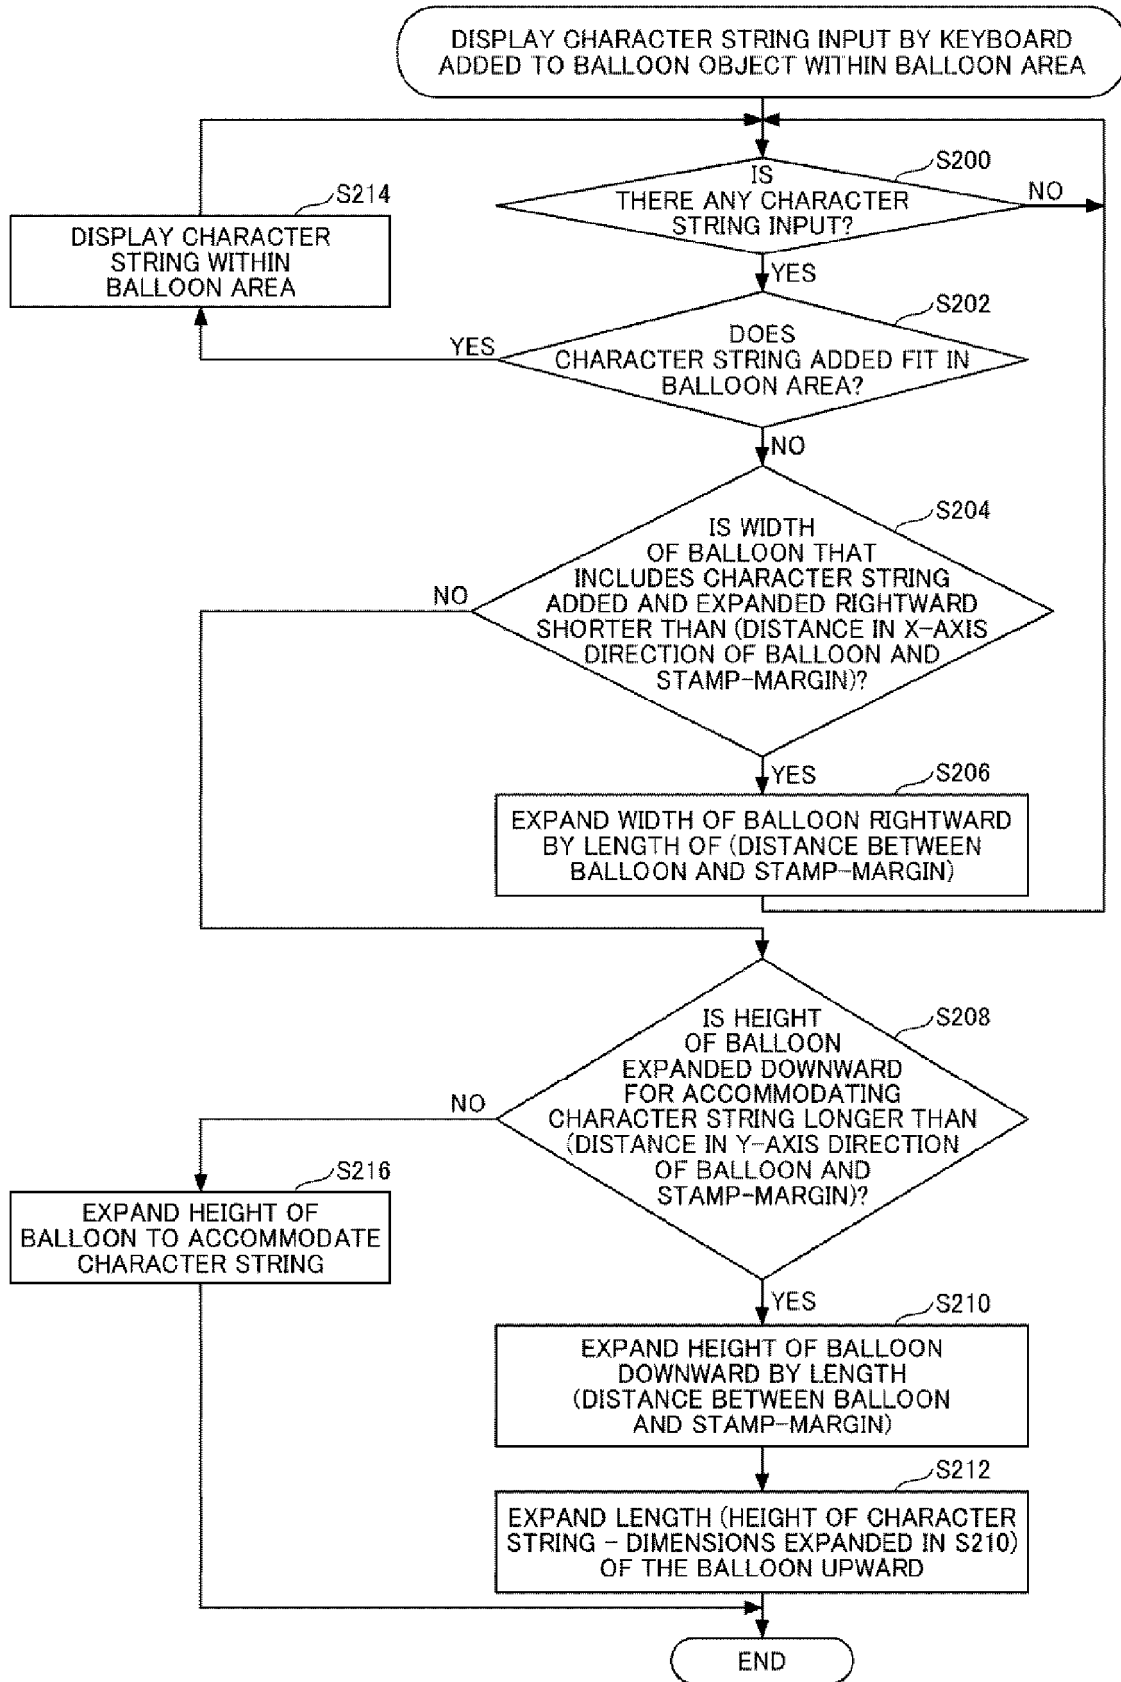 DISPLAY CHARACTER STRING INPUT BY KEYBOARD
ADDED TO BALLOON OBJECT WITHIN BALLOON AREA
S200
IS
THERE ANY CHARACTER
STRING INPUT?
NO
YES
S214
DISPLAY CHARACTER
STRING WITHIN
BALLOON AREA
S202
DOES
CHARACTER STRING ADDED FIT IN
BALLOON AREA?
YES
NO
S204
IS WIDTH
OF BALLOON THAT
INCLUDES CHARACTER STRING
ADDED AND EXPANDED RIGHTWARD
SHORTER THAN (DISTANCE IN X-AXIS
DIRECTION OF BALLOON AND
STAMP-MARGIN)?
NO
YES
S206
EXPAND WIDTH OF BALLOON RIGHTWARD
BY LENGTH OF (DISTANCE BETWEEN
BALLOON AND STAMP-MARGIN)
S208
IS HEIGHT
OF BALLOON
EXPANDED DOWNWARD
FOR ACCOMMODATING
CHARACTER STRING LONGER THAN
(DISTANCE IN Y-AXIS DIRECTION
OF BALLOON AND
STAMP-MARGIN)?
NO
YES
S216
EXPAND HEIGHT OF
BALLOON TO ACCOMMODATE
CHARACTER STRING
S210
EXPAND HEIGHT OF BALLOON
DOWNWARD BY LENGTH
(DISTANCE BETWEEN BALLOON
AND STAMP-MARGIN)
S212
EXPAND LENGTH (HEIGHT OF CHARACTER
STRING - DIMENSIONS EXPANDED IN S210)
OF THE BALLOON UPWARD
END